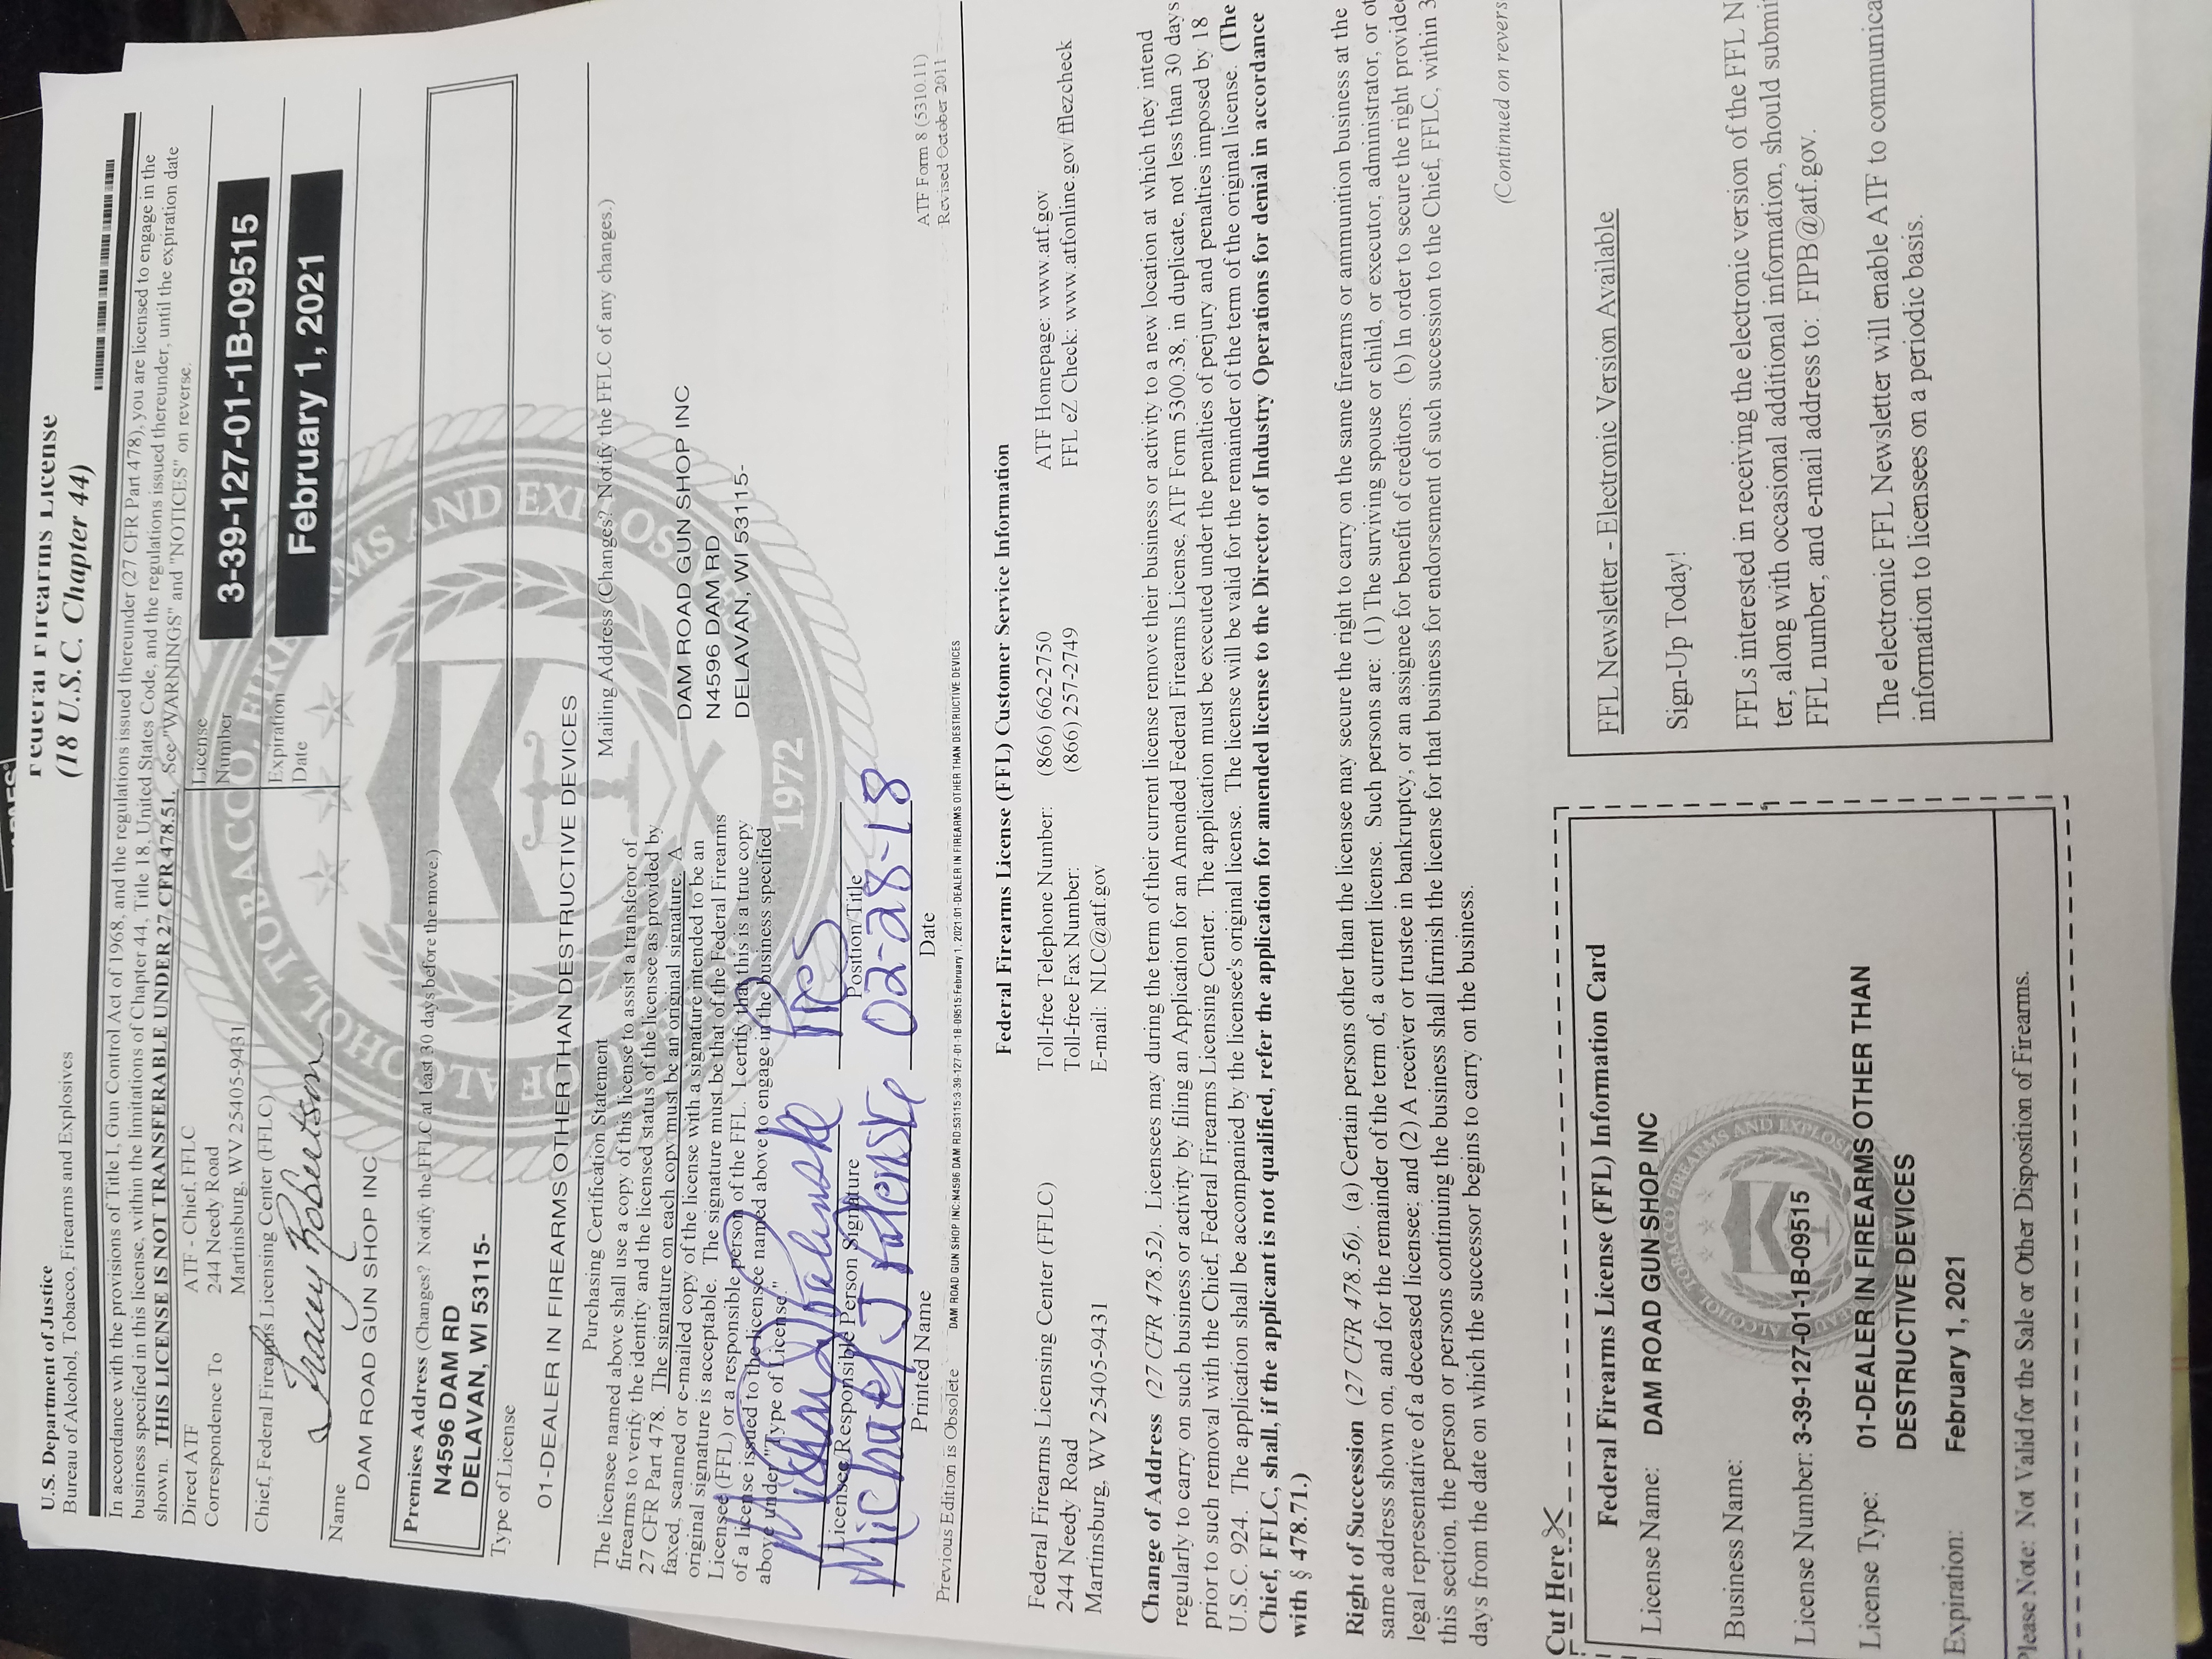 U.S. Department of Justice
Bureau of Alcohol, Tobacco, Firearms and Explosives
Federal Firearms License
(18 U.S.C. Chapter 44)
In accordance with the provisions of Title I, Gun Control Act of 1968, and the regulations issued thereunder (27 CFR Part 478), you are licensed to engage in the
business specified in this license, within the limitations of Chapter 44, Title 18, United States Code, and the regulations issued thereunder, until the expiration date
shown. THIS LICENSE IS NOT TRANSFERABLE UNDER 27 CFR 478.51. See "WARNINGS" and "NOTICES" on reverse.
Direct ATF
Correspondence To
ATF - Chief, FFLC
244 Needy Road
Martinsburg, WV 25405-9431
License
Number
3-39-127-01-1B-09515
Chief, Federal Firearms Licensing Center (FFLC)
Tracey Robertson
Expiration
Date
February 1, 2021
Name
DAM ROAD GUN SHOP INC
Premises Address (Changes? Notify the FFLC at least 30 days before the move.)
N4596 DAM RD
DELAVAN, WI 53115-
Type of License
01-DEALER IN FIREARMS OTHER THAN DESTRUCTIVE DEVICES
Purchasing Certification Statement
The licensee named above shall use a copy of this license to assist a transferor of
firearms to verify the identity and the licensed status of the licensee as provided by
27 CFR Part 478. The signature on each copy must be an original signature. A
faxed, scanned or e-mailed copy of the license with a signature intended to be an
original signature is acceptable. The signature must be that of the Federal Firearms
Licensee (FFL) or a responsible person of the FFL. I certify that this is a true copy
of a license issued to the licensee named above to engage in the business specified
above under "Type of License."
Mailing Address (Changes? Notify the FFLC of any changes.)
DAM ROAD GUN SHOP INC
N4596 DAM RD
DELAVAN, WI 53115-
1972
Pres
Licensee/Responsible Person Signature
Position/Title
Michael J Polenske
02-28-18
Printed Name
Date
ATF Form 8 (5310.11)
Revised October 2011
Previous Edition is Obsolete
DAM ROAD GUN SHOP INC:N4596 DAM RD:53115:3-39-127-01-1B-09515:February 1, 2021:01-DEALER IN FIREARMS OTHER THAN DESTRUCTIVE DEVICES
Federal Firearms License (FFL) Customer Service Information
Federal Firearms Licensing Center (FFLC)
244 Needy Road
Martinsburg, WV 25405-9431
Toll-free Telephone Number: (866) 662-2750
Toll-free Fax Number: (866) 257-2749
E-mail: NLC@atf.gov
ATF Homepage: www.atf.gov
FFL eZ Check: www.atfonline.gov/fflezcheck
Change of Address (27 CFR 478.52). Licensees may during the term of their current license remove their business or activity to a new location at which they intend
regularly to carry on such business or activity by filing an Application for an Amended Federal Firearms License, ATF Form 5300.38, in duplicate, not less than 30 days
prior to such removal with the Chief, Federal Firearms Licensing Center. The application must be executed under the penalties of perjury and penalties imposed by 18
U.S.C. 924. The application shall be accompanied by the licensee's original license. The license will be valid for the remainder of the term of the original license. (The
Chief, FFLC, shall, if the applicant is not qualified, refer the application for amended license to the Director of Industry Operations for denial in accordance
with § 478.71.)
Right of Succession (27 CFR 478.56). (a) Certain persons other than the licensee may secure the right to carry on the same firearms or ammunition business at the
same address shown on, and for the remainder of the term of, a current license. Such persons are: (1) The surviving spouse or child, or executor, administrator, or ot
legal representative of a deceased licensee; and (2) A receiver or trustee in bankruptcy, or an assignee for benefit of creditors. (b) In order to secure the right provide
this section, the person or persons continuing the business shall furnish the license for that business for endorsement of such succession to the Chief, FFLC, within 3
days from the date on which the successor begins to carry on the business.
(Continued on revers
Cut Here
Federal Firearms License (FFL) Information Card
License Name: DAM ROAD GUN SHOP INC
Business Name:
License Number: 3-39-127-01-1B-09515
License Type: 01-DEALER IN FIREARMS OTHER THAN
DESTRUCTIVE DEVICES
Expiration: February 1, 2021
Please Note: Not Valid for the Sale or Other Disposition of Firearms.
FFL Newsletter - Electronic Version Available
Sign-Up Today!
FFLs interested in receiving the electronic version of the FFL N
ter, along with occasional additional information, should submi
FFL number, and e-mail address to: FIPB@atf.gov.
The electronic FFL Newsletter will enable ATF to communica
information to licensees on a periodic basis.